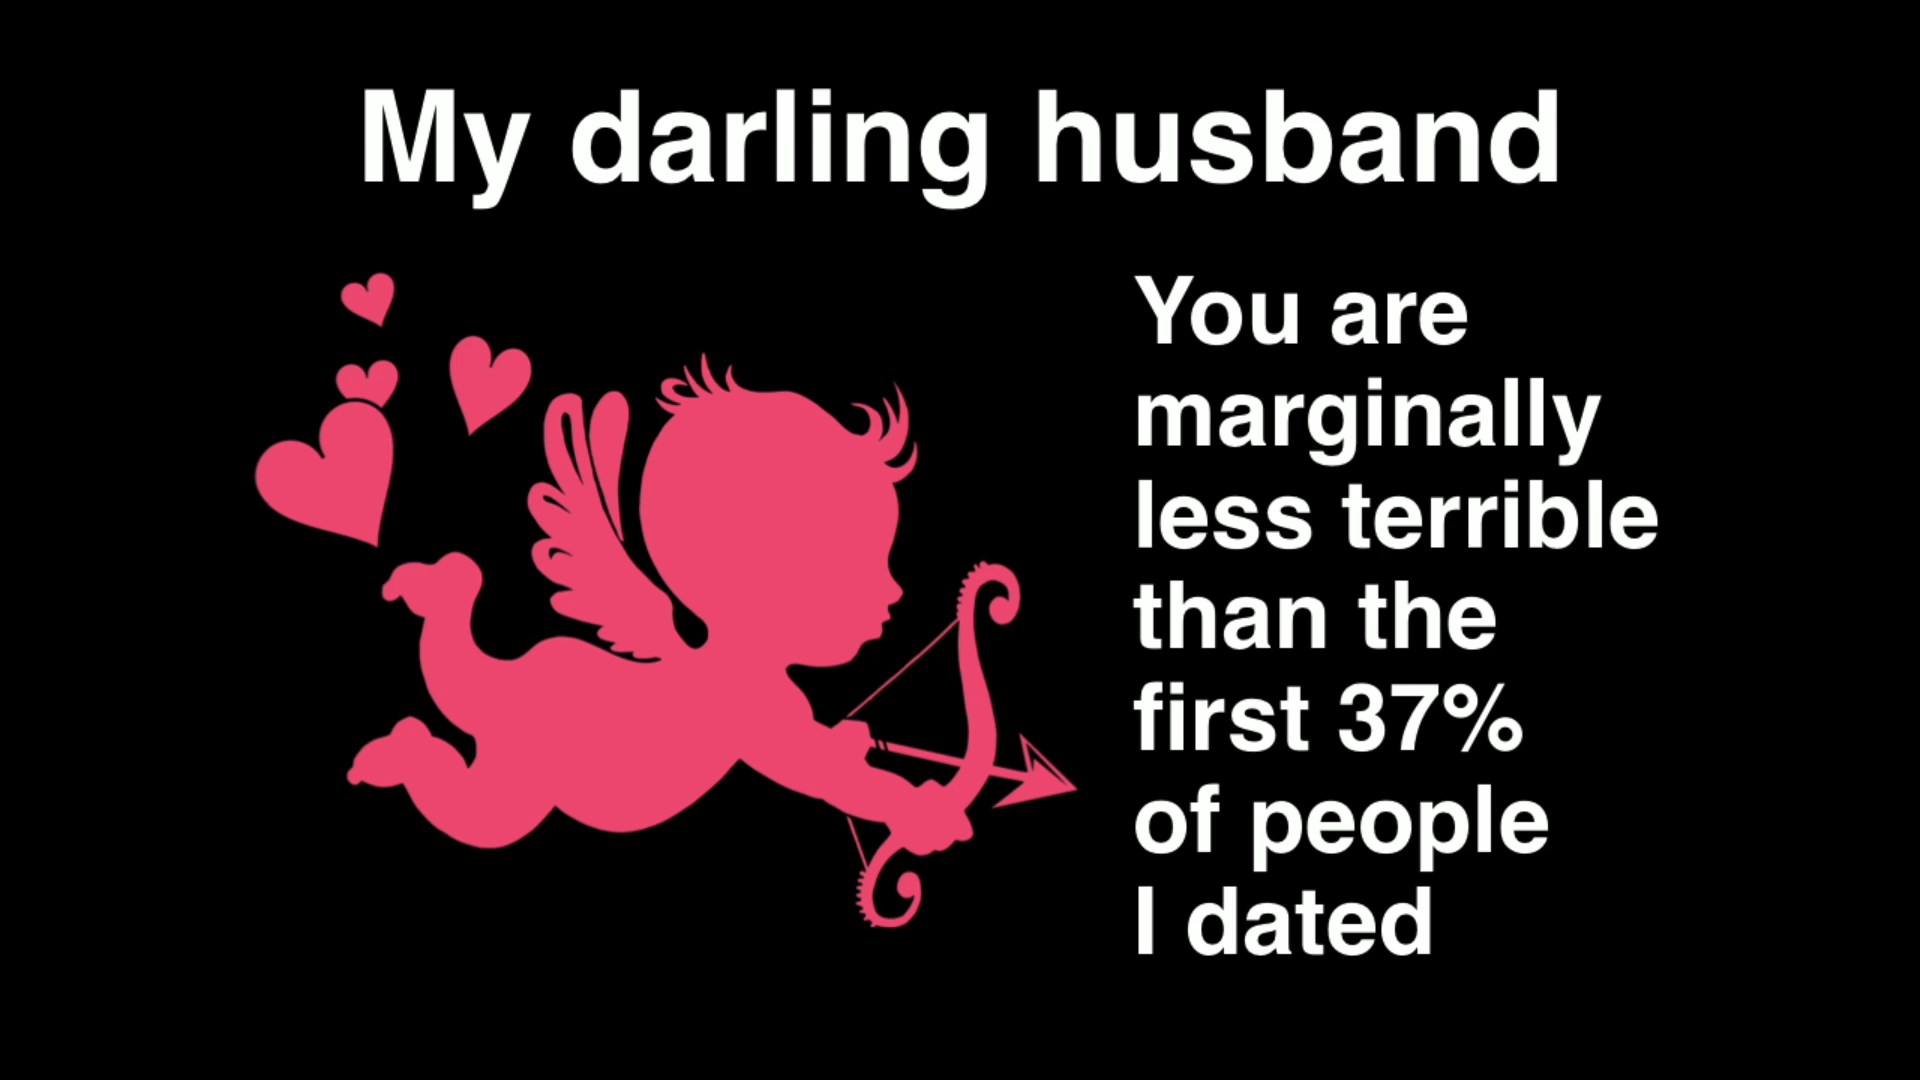 My darling husband
You are
marginally
less terrible
than the
first 37%
of people
I dated